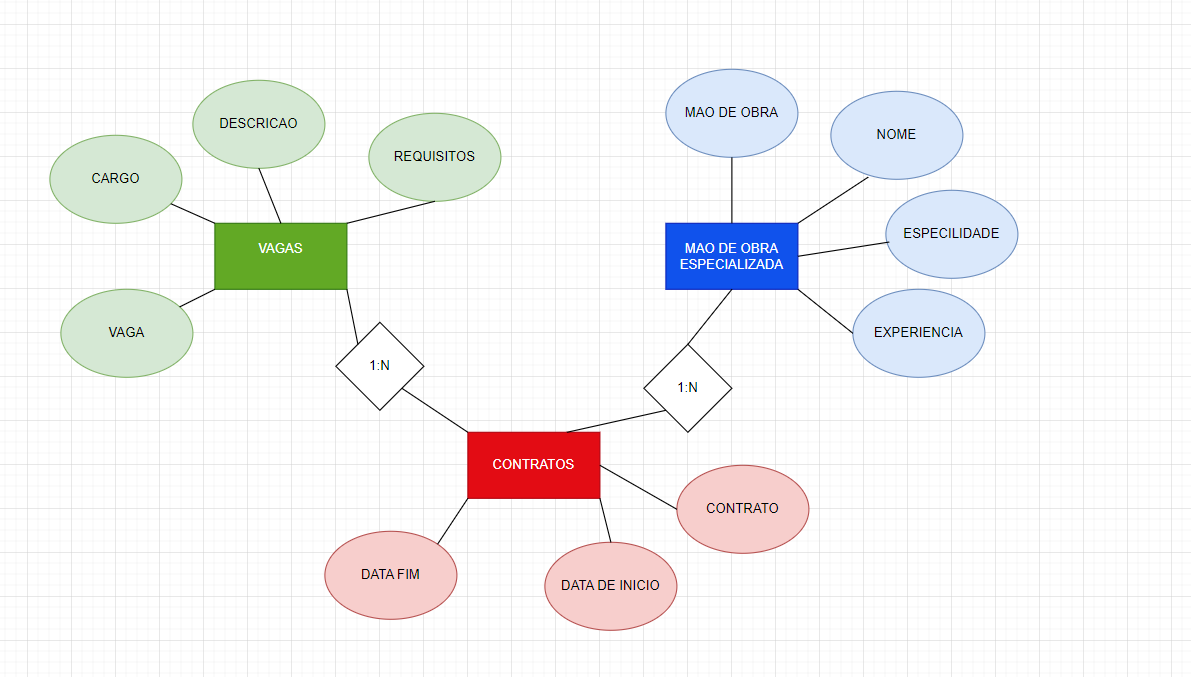 MAO DE OBRA
DESCRICAO
NOME
REQUISITOS
CARGO
ESPECILIDADE
VAGAS
MAO DE OBRA
ESPECIALIZADA
VAGA
EXPERIENCIA
1:N
1:N
CONTRATOS
CONTRATO
DATA FIM
DATA DE INICIO